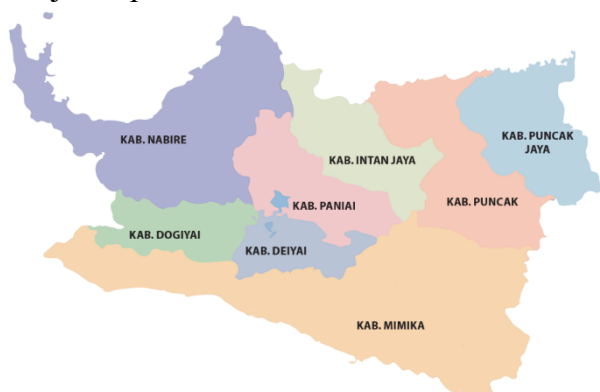 KAB. NABIRE
KAB. INTAN JAYA
KAB. PUNCAK
JAYA
KAB. PANIAI
KAB. PUNCAK
KAB. DOGIYAI
KAB. DEIYAI
KAB. MIMIKA